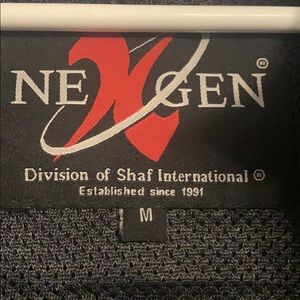 NEXGEN®
Division of Shaf International®
Established since 1991
M